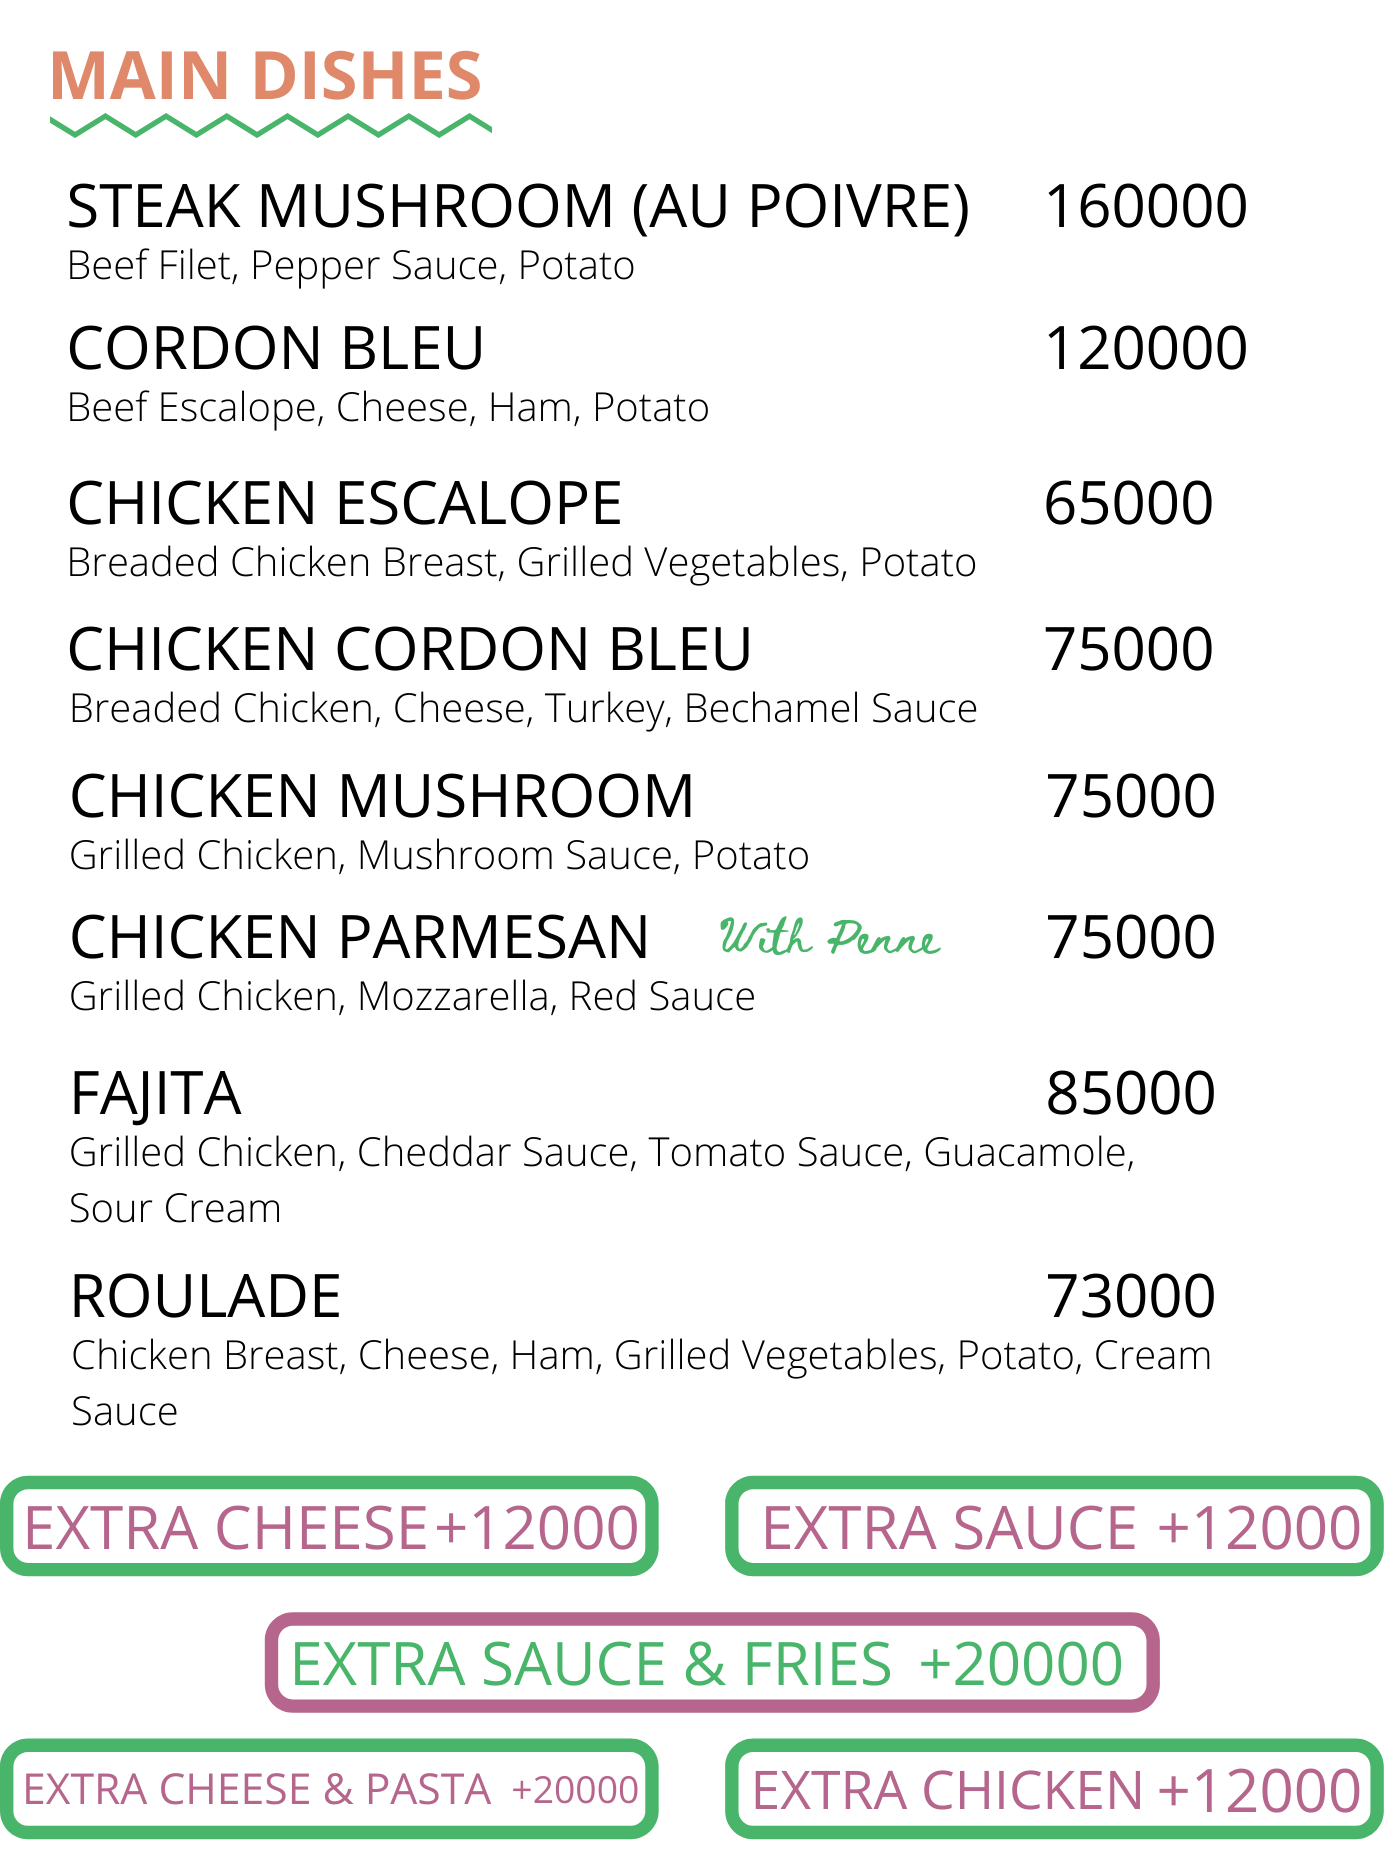 MAIN DISHES
STEAK MUSHROOM (AU POIVRE) 160000
Beef Filet, Pepper Sauce, Potato
CORDON BLEU 120000
Beef Escalope, Cheese, Ham, Potato
CHICKEN ESCALOPE 65000
Breaded Chicken Breast, Grilled Vegetables, Potato
CHICKEN CORDON BLEU 75000
Breaded Chicken, Cheese, Turkey, Bechamel Sauce
CHICKEN MUSHROOM 75000
Grilled Chicken, Mushroom Sauce, Potato
CHICKEN PARMESAN With Penne 75000
Grilled Chicken, Mozzarella, Red Sauce
FAJITA 85000
Grilled Chicken, Cheddar Sauce, Tomato Sauce, Guacamole,
Sour Cream
ROULADE 73000
Chicken Breast, Cheese, Ham, Grilled Vegetables, Potato, Cream
Sauce
EXTRA CHEESE +12000
EXTRA SAUCE +12000
EXTRA SAUCE & FRIES +20000
EXTRA CHEESE & PASTA +20000
EXTRA CHICKEN +12000